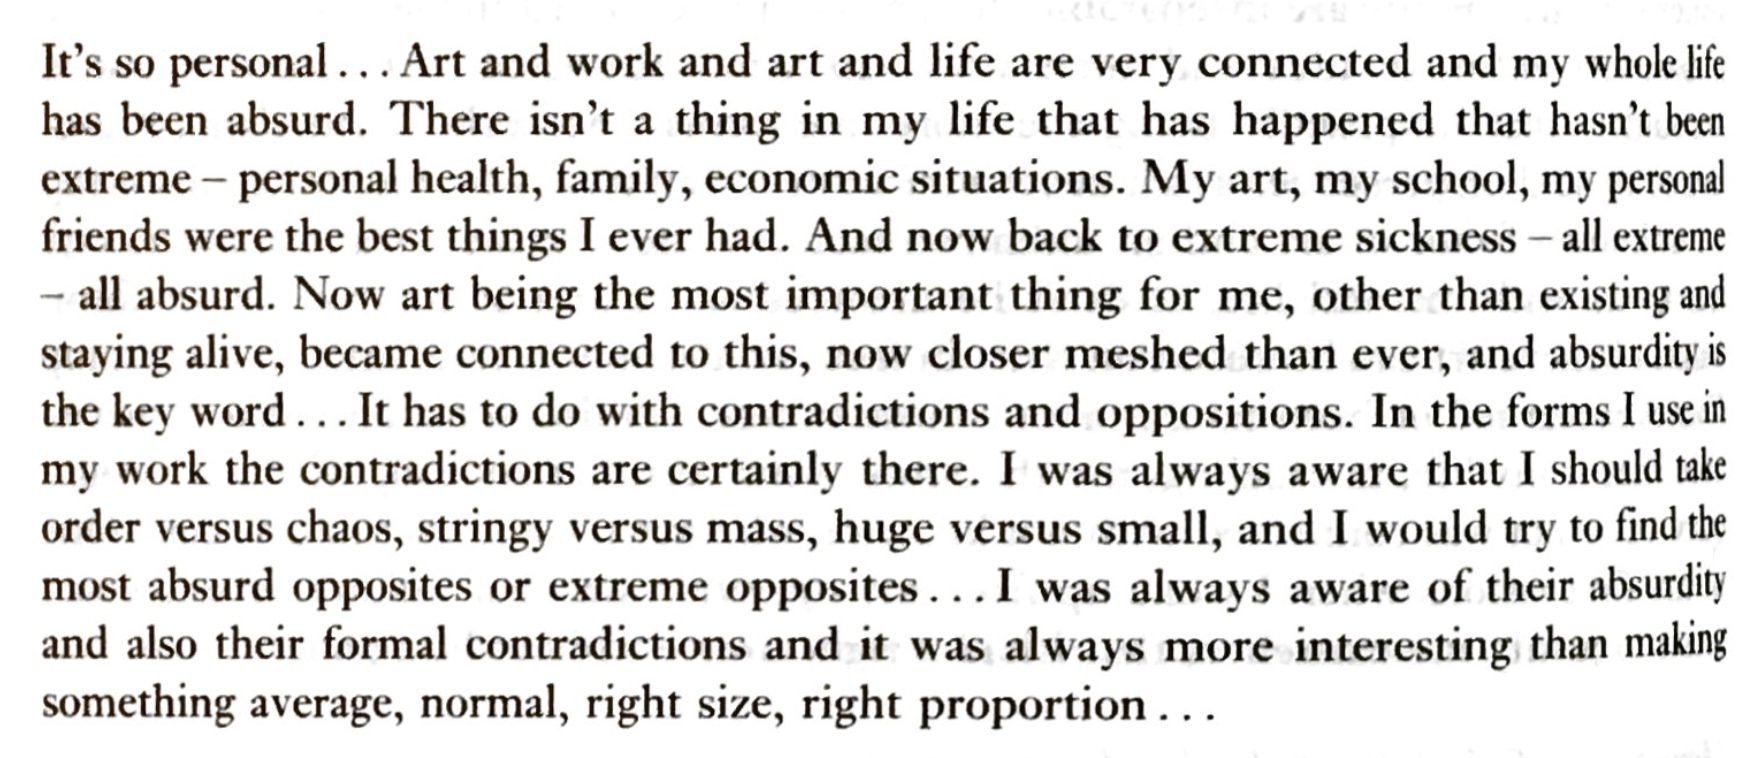 It's so personal . . . Art and work and art and life are very connected and my whole life
has been absurd. There isn't a thing in my life that has happened that hasn't been
extreme – personal health, family, economic situations. My art, my school, my personal
friends were the best things I ever had. And now back to extreme sickness – all extreme
– all absurd. Now art being the most important thing for me, other than existing and
staying alive, became connected to this, now closer meshed than ever, and absurdity is
the key word . . . It has to do with contradictions and oppositions. In the forms I use in
my work the contradictions are certainly there. I was always aware that I should take
order versus chaos, stringy versus mass, huge versus small, and I would try to find the
most absurd opposites or extreme opposites . . . I was always aware of their absurdity
and also their formal contradictions and it was always more interesting than making
something average, normal, right size, right proportion . . .